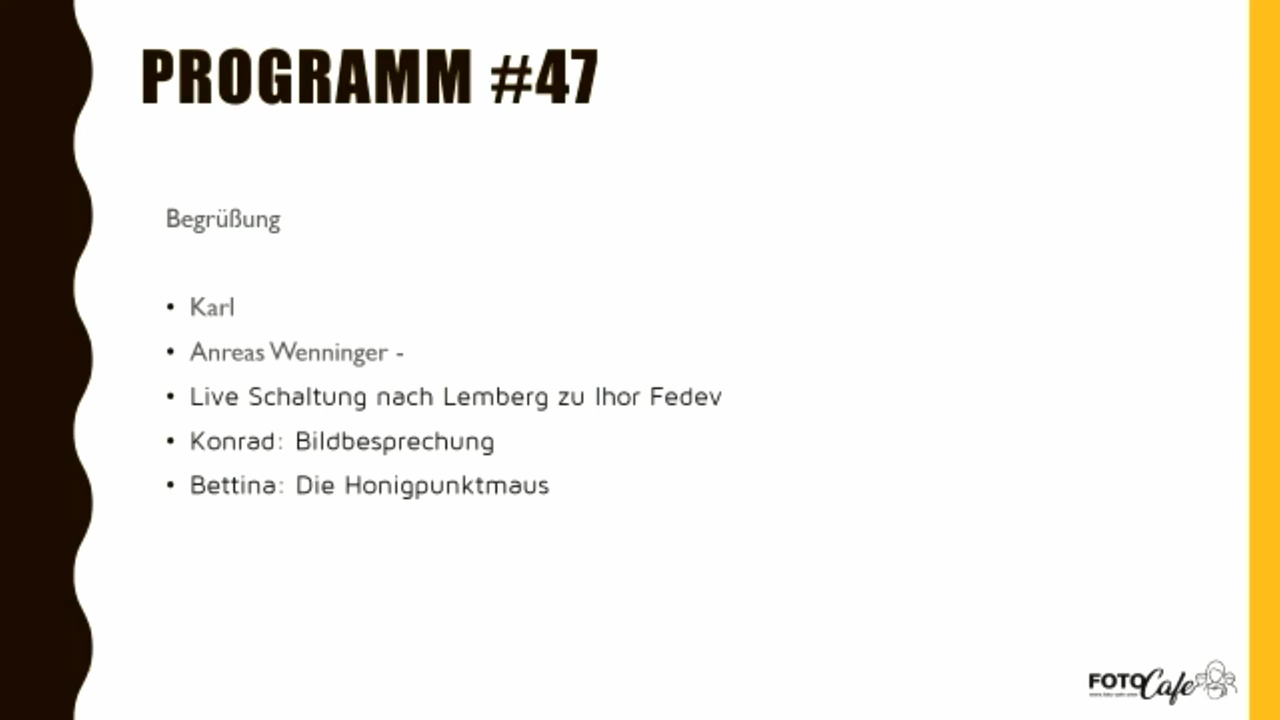 PROGRAMM #47
Begrüßung
• Karl
• Anreas Wenninger -
• Live Schaltung nach Lemberg zu Ihor Fedev
• Konrad: Bildbesprechung
• Bettina: Die Honigpunktmaus
FOTO Cafe